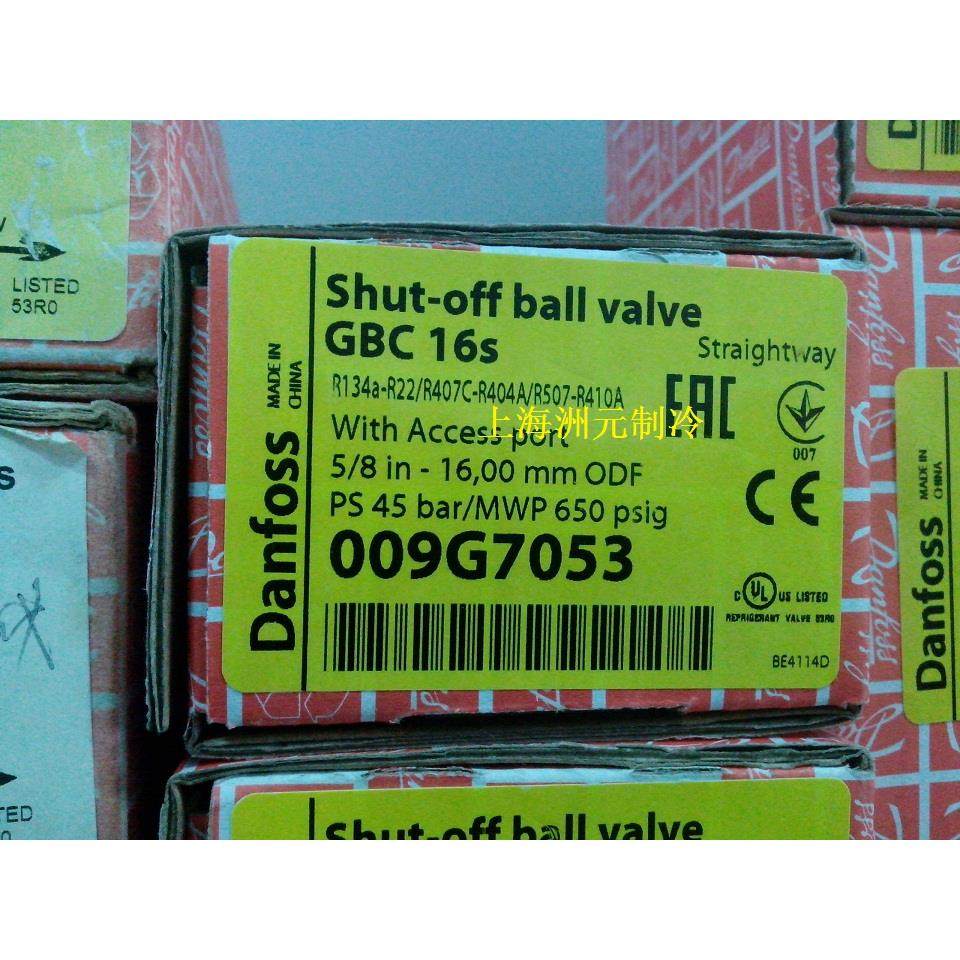 Shut-off ball valve
GBC 16s
Straightway
R134a-R22/R407C-R404A/R507-R410A
EAC
上海洲元制冷
With Access port
007
5/8 in - 16,00 mm ODF
CE
PS 45 bar/MWP 650 psig
009G7053
C UL US LISTED
REFRIGERANT VALVE 53R0
BE4114D
MADE IN
CHINA
Danfoss
LISTED
53R0
MADE IN
CHINA
Danfoss
Shut-off ball valve